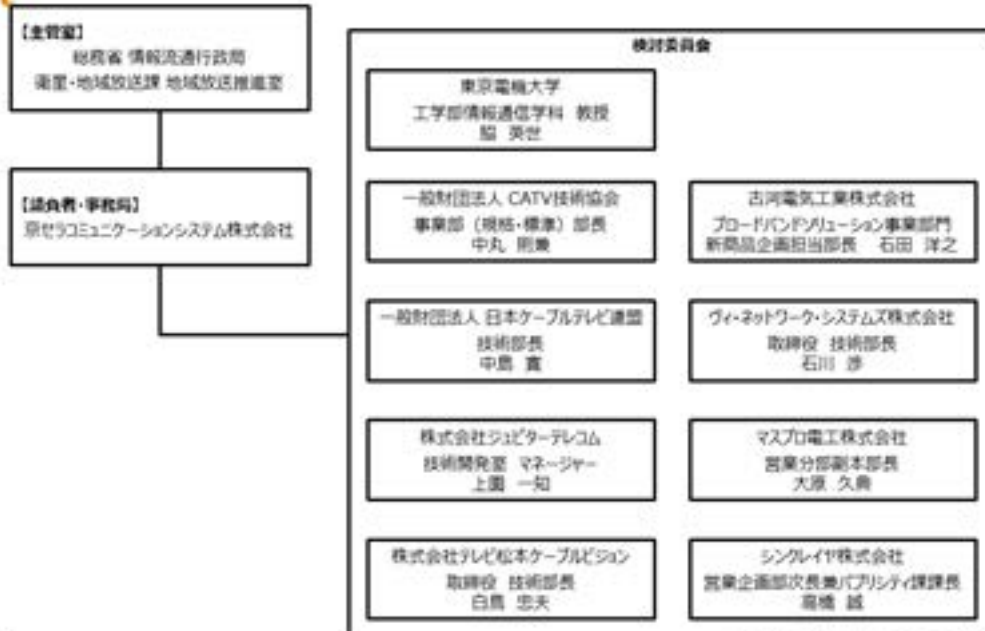 【主管室】
総務省 情報流通行政局
衛星・地域放送課 地域放送推進室
【請負者・事務局】
京セラコミュニケーションシステム株式会社
検討委員会
東京電機大学
工学部情報通信学科 教授
脇 英世
一般財団法人 CATV技術協会
事業部（規格・標準）部長
中丸 則兼
古河電気工業株式会社
ブロードバンドソリューション事業部門
新商品企画担当部長 石田 洋之
一般財団法人 日本ケーブルテレビ連盟
技術部長
中島 寛
ヴィ・ネットワーク・システムズ株式会社
取締役 技術部長
石川 渉
株式会社ジュピターテレコム
技術開発室 マネージャー
上園 一知
マスプロ電工株式会社
営業分部副本部長
大原 久典
株式会社テレビ松本ケーブルビジョン
取締役 技術部長
白鳥 忠夫
シンクレイヤ株式会社
営業企画部次長兼パブリシティ課課長
高橋 誠